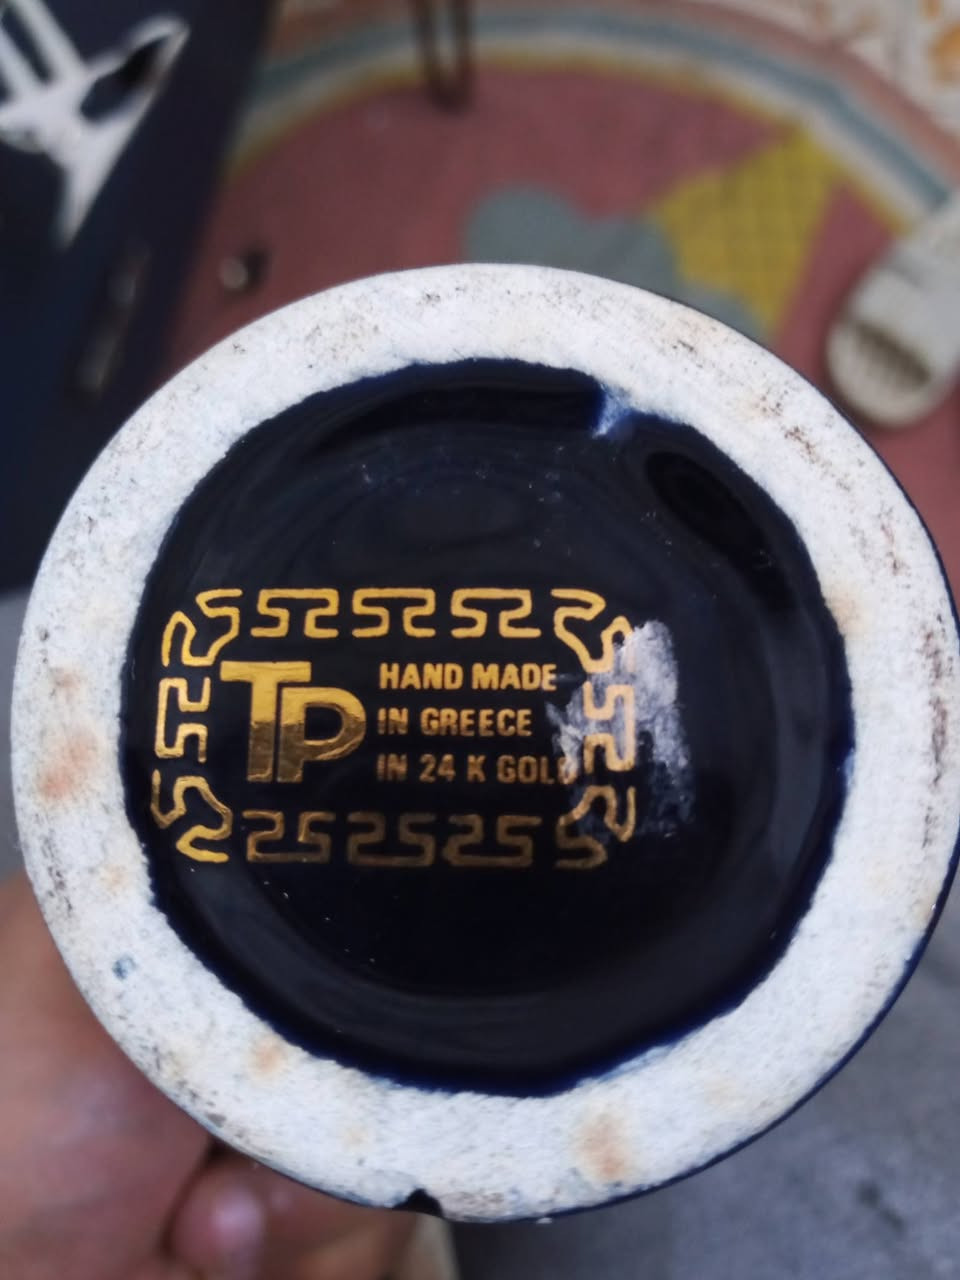 TP
HAND MADE
IN GREECE
IN 24 K GOLD